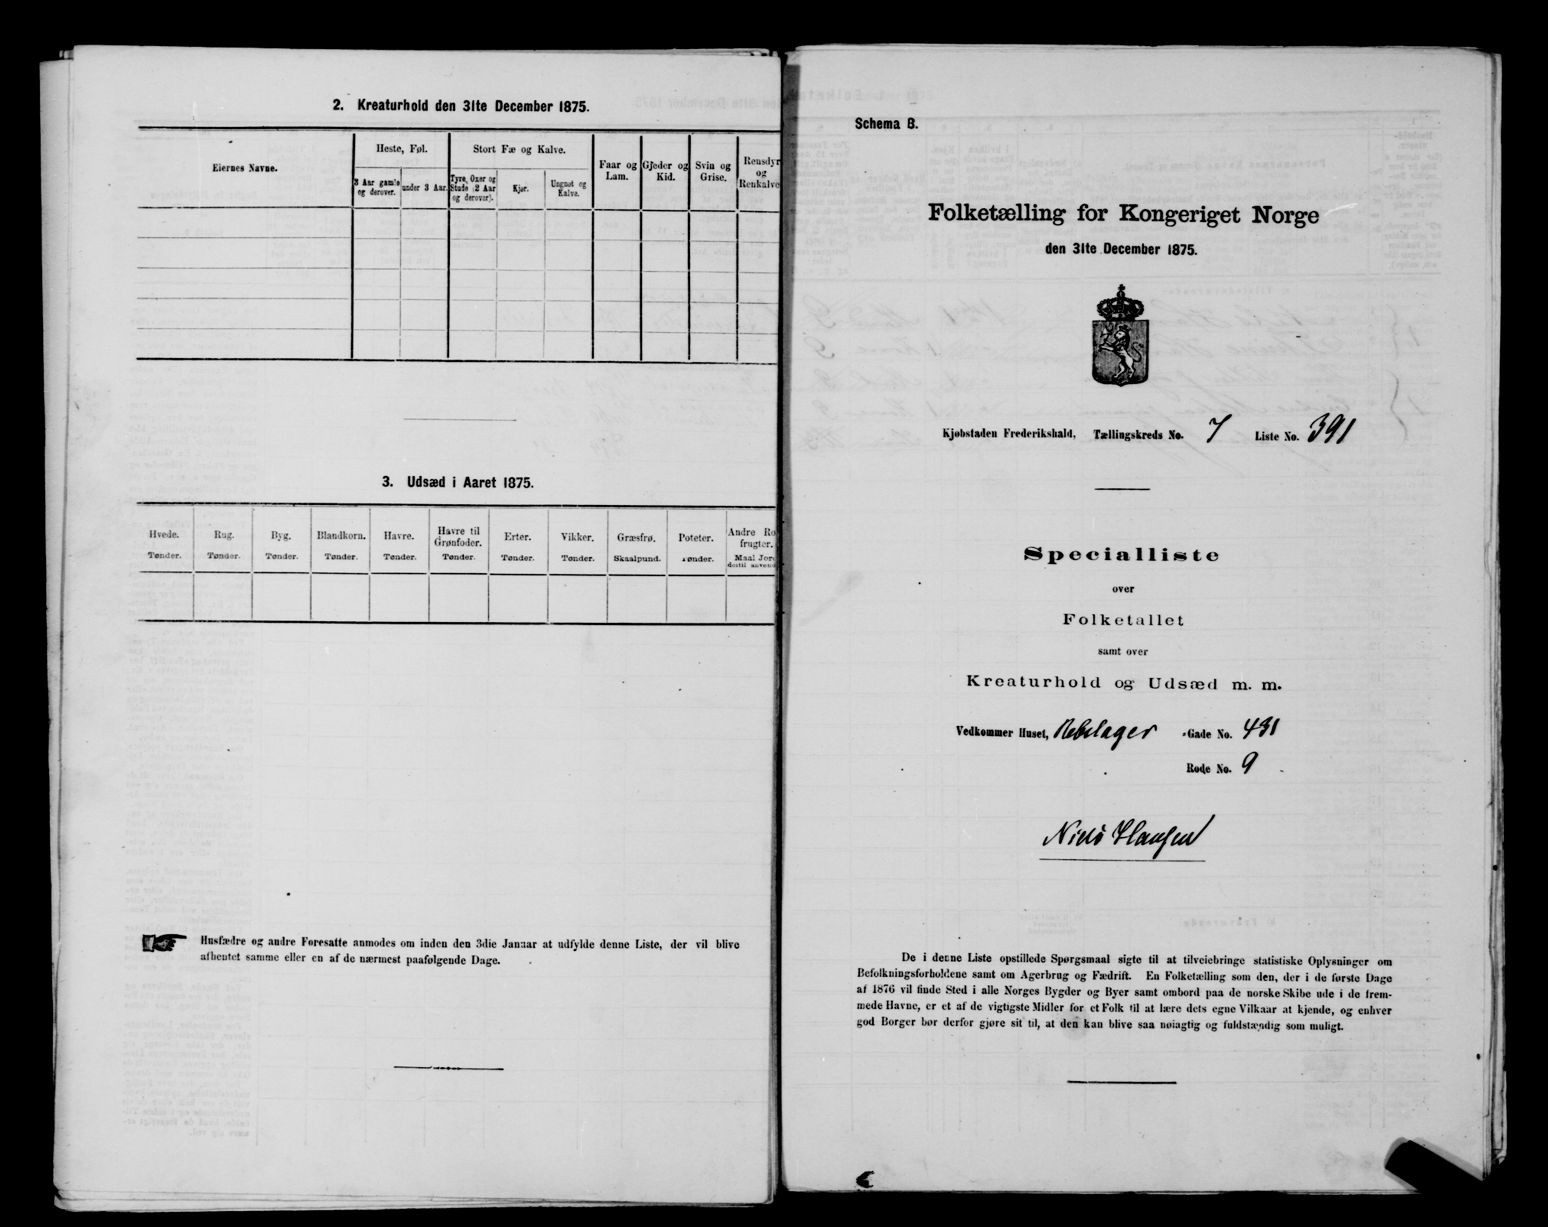 2. Kreaturhold den 31te December 1875.
Eiernes Navne.
Heste, Føl.
Stort Fæ og Kalve.
Faar og Lam.
Gjeder og Kid.
Svin og Grise.
Rensdyr og Renkalve
3 Aar gamle og derover.
under 3 Aar.
Tyre, Oxer og Stude (2 Aar og derover).
Kjør.
Ungnøt og Kalve.
3. Udsæd i Aaret 1875.
Hvede. Rug. Byg. Blandkorn. Havre. Havre til Grønfoder. Erter. Vikker. Græsfrø. Poteter. Andre Ro frugter.
Tønder. Tønder. Tønder. Tønder. Tønder. Tønder. Tønder. Tønder. Skaalpund. Tønder. Maal Jord dertil anvend
Husfædre og andre Foresatte anmodes om inden den 3die Januar at udfylde denne Liste, der vil blive
afhentet samme eller en af de nærmest paafølgende Dage.
Schema B.
Folketælling for Kongeriget Norge
den 31te December 1875.
Kjøbstaden Frederikshald, Tællingskreds No. 7 Liste No. 391
Specialliste
over
Folketallet
samt over
Kreaturhold og Udsæd m. m.
Vedkommer Huset, Rebslager -Gade No. 431
Rode No. 9
Niels Hansen
De i denne Liste opstillede Spørgsmaal sigte til at tilveiebringe statistiske Oplysninger om
Befolkningsforholdene samt om Agerbrug og Fædrift. En Folketælling som den, der i de første Dage
af 1876 vil finde Sted i alle Norges Bygder og Byer samt ombord paa de norske Skibe ude i de frem-
mede Havne, er et af de vigtigste Midler for et Folk til at lære dets egne Vilkaar at kjende, og enhver
god Borger bør derfor gjøre sit til, at den kan blive saa nøiagtig og fuldstændig som muligt.